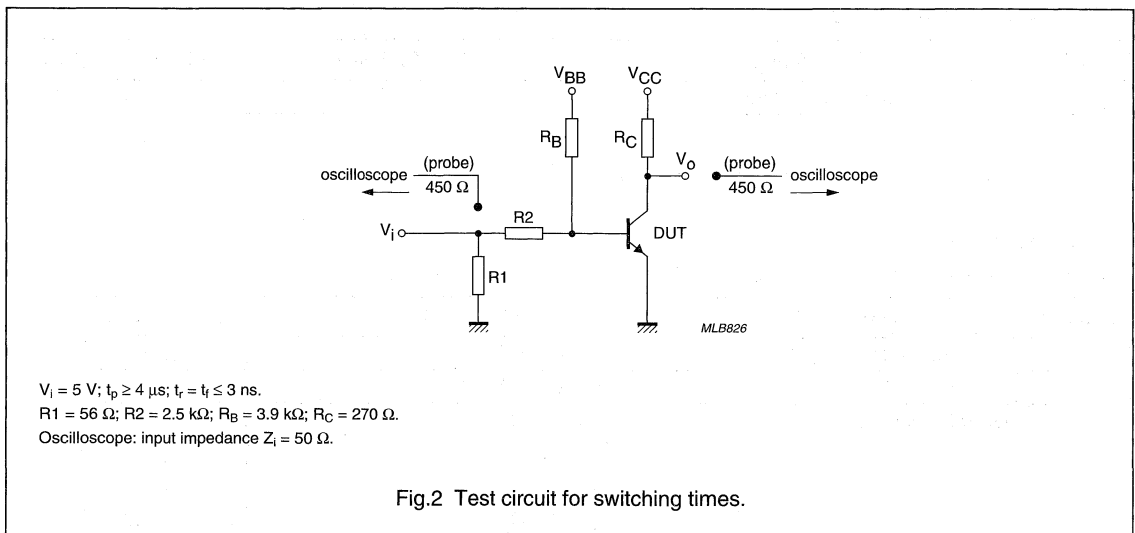 V_BB V_CC
R_B R_C
V_o
oscilloscope (probe) 450 Ω
(probe) 450 Ω oscilloscope
V_i
R2
DUT
R1
MLB826
V_i = 5 V; t_p ≥ 4 μs; t_r = t_f ≤ 3 ns.
R1 = 56 Ω; R2 = 2.5 kΩ; R_B = 3.9 kΩ; R_C = 270 Ω.
Oscilloscope: input impedance Z_i = 50 Ω.
Fig.2 Test circuit for switching times.